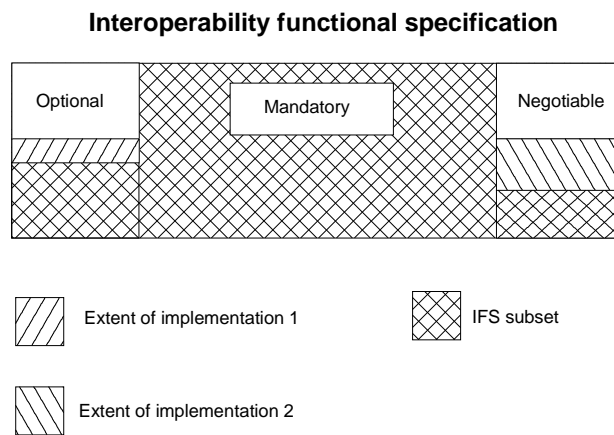 Interoperability functional specification
Optional
Mandatory
Negotiable
Extent of implementation 1
IFS subset
Extent of implementation 2